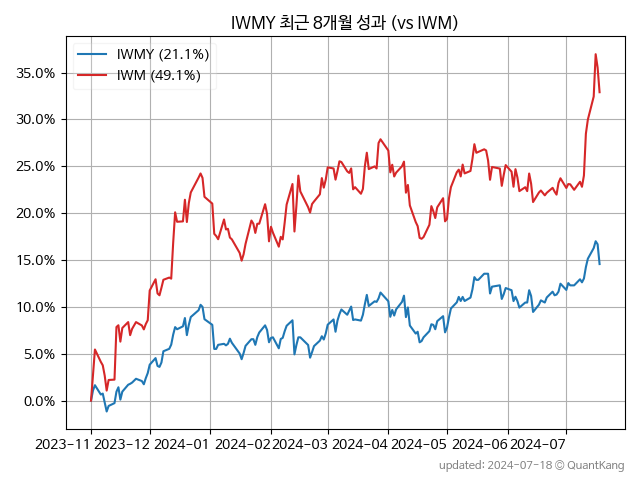 IWMY 최근 8개월 성과 (vs IWM)
IWMY (21.1%)
IWM (49.1%)
35.0%
30.0%
25.0%
20.0%
15.0%
10.0%
5.0%
0.0%
2023-11 2023-12 2024-01 2024-02 2024-03 2024-04 2024-05 2024-06 2024-07
updated: 2024-07-18 © QuantKang